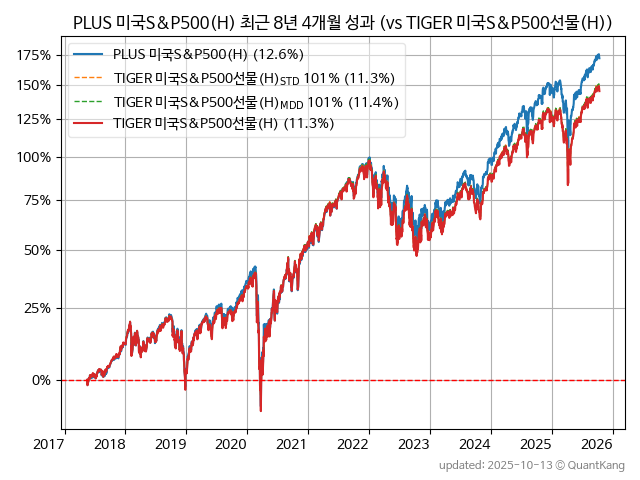 PLUS 미국S&P500(H) 최근 8년 4개월 성과 (vs TIGER 미국S&P500선물(H))
PLUS 미국S&P500(H) (12.6%)
TIGER 미국S&P500선물(H)STD 101% (11.3%)
TIGER 미국S&P500선물(H)MDD 101% (11.4%)
TIGER 미국S&P500선물(H) (11.3%)
175%
150%
125%
100%
75%
50%
25%
0%
2017 2018 2019 2020 2021 2022 2023 2024 2025 2026
updated: 2025-10-13 © QuantKang